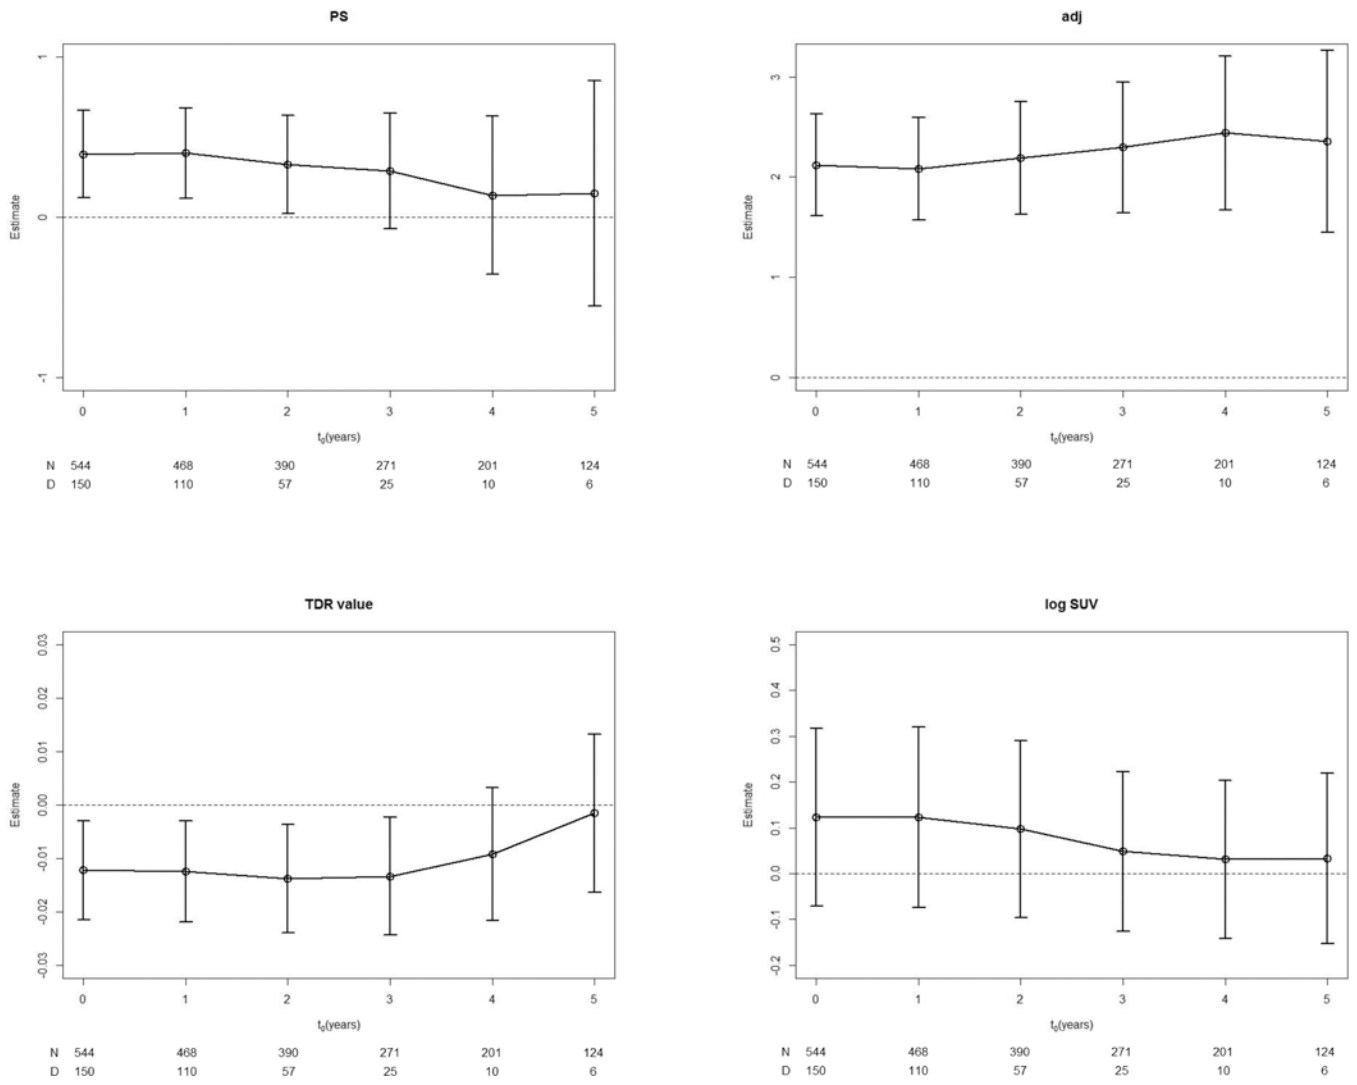 PS
1
0
-1
Estimate
0 1 2 3 4 5
t0(years)
N 544 468 390 271 201 124
D 150 110 57 25 10 6
adj
3
2
1
0
Estimate
0 1 2 3 4 5
t0(years)
N 544 468 390 271 201 124
D 150 110 57 25 10 6
TDR value
0.03
0.02
0.01
0.00
-0.01
-0.02
-0.03
Estimate
0 1 2 3 4 5
t0(years)
N 544 468 390 271 201 124
D 150 110 57 25 10 6
log SUV
0.5
0.4
0.3
0.2
0.1
0.0
-0.1
-0.2
Estimate
0 1 2 3 4 5
t0(years)
N 544 468 390 271 201 124
D 150 110 57 25 10 6